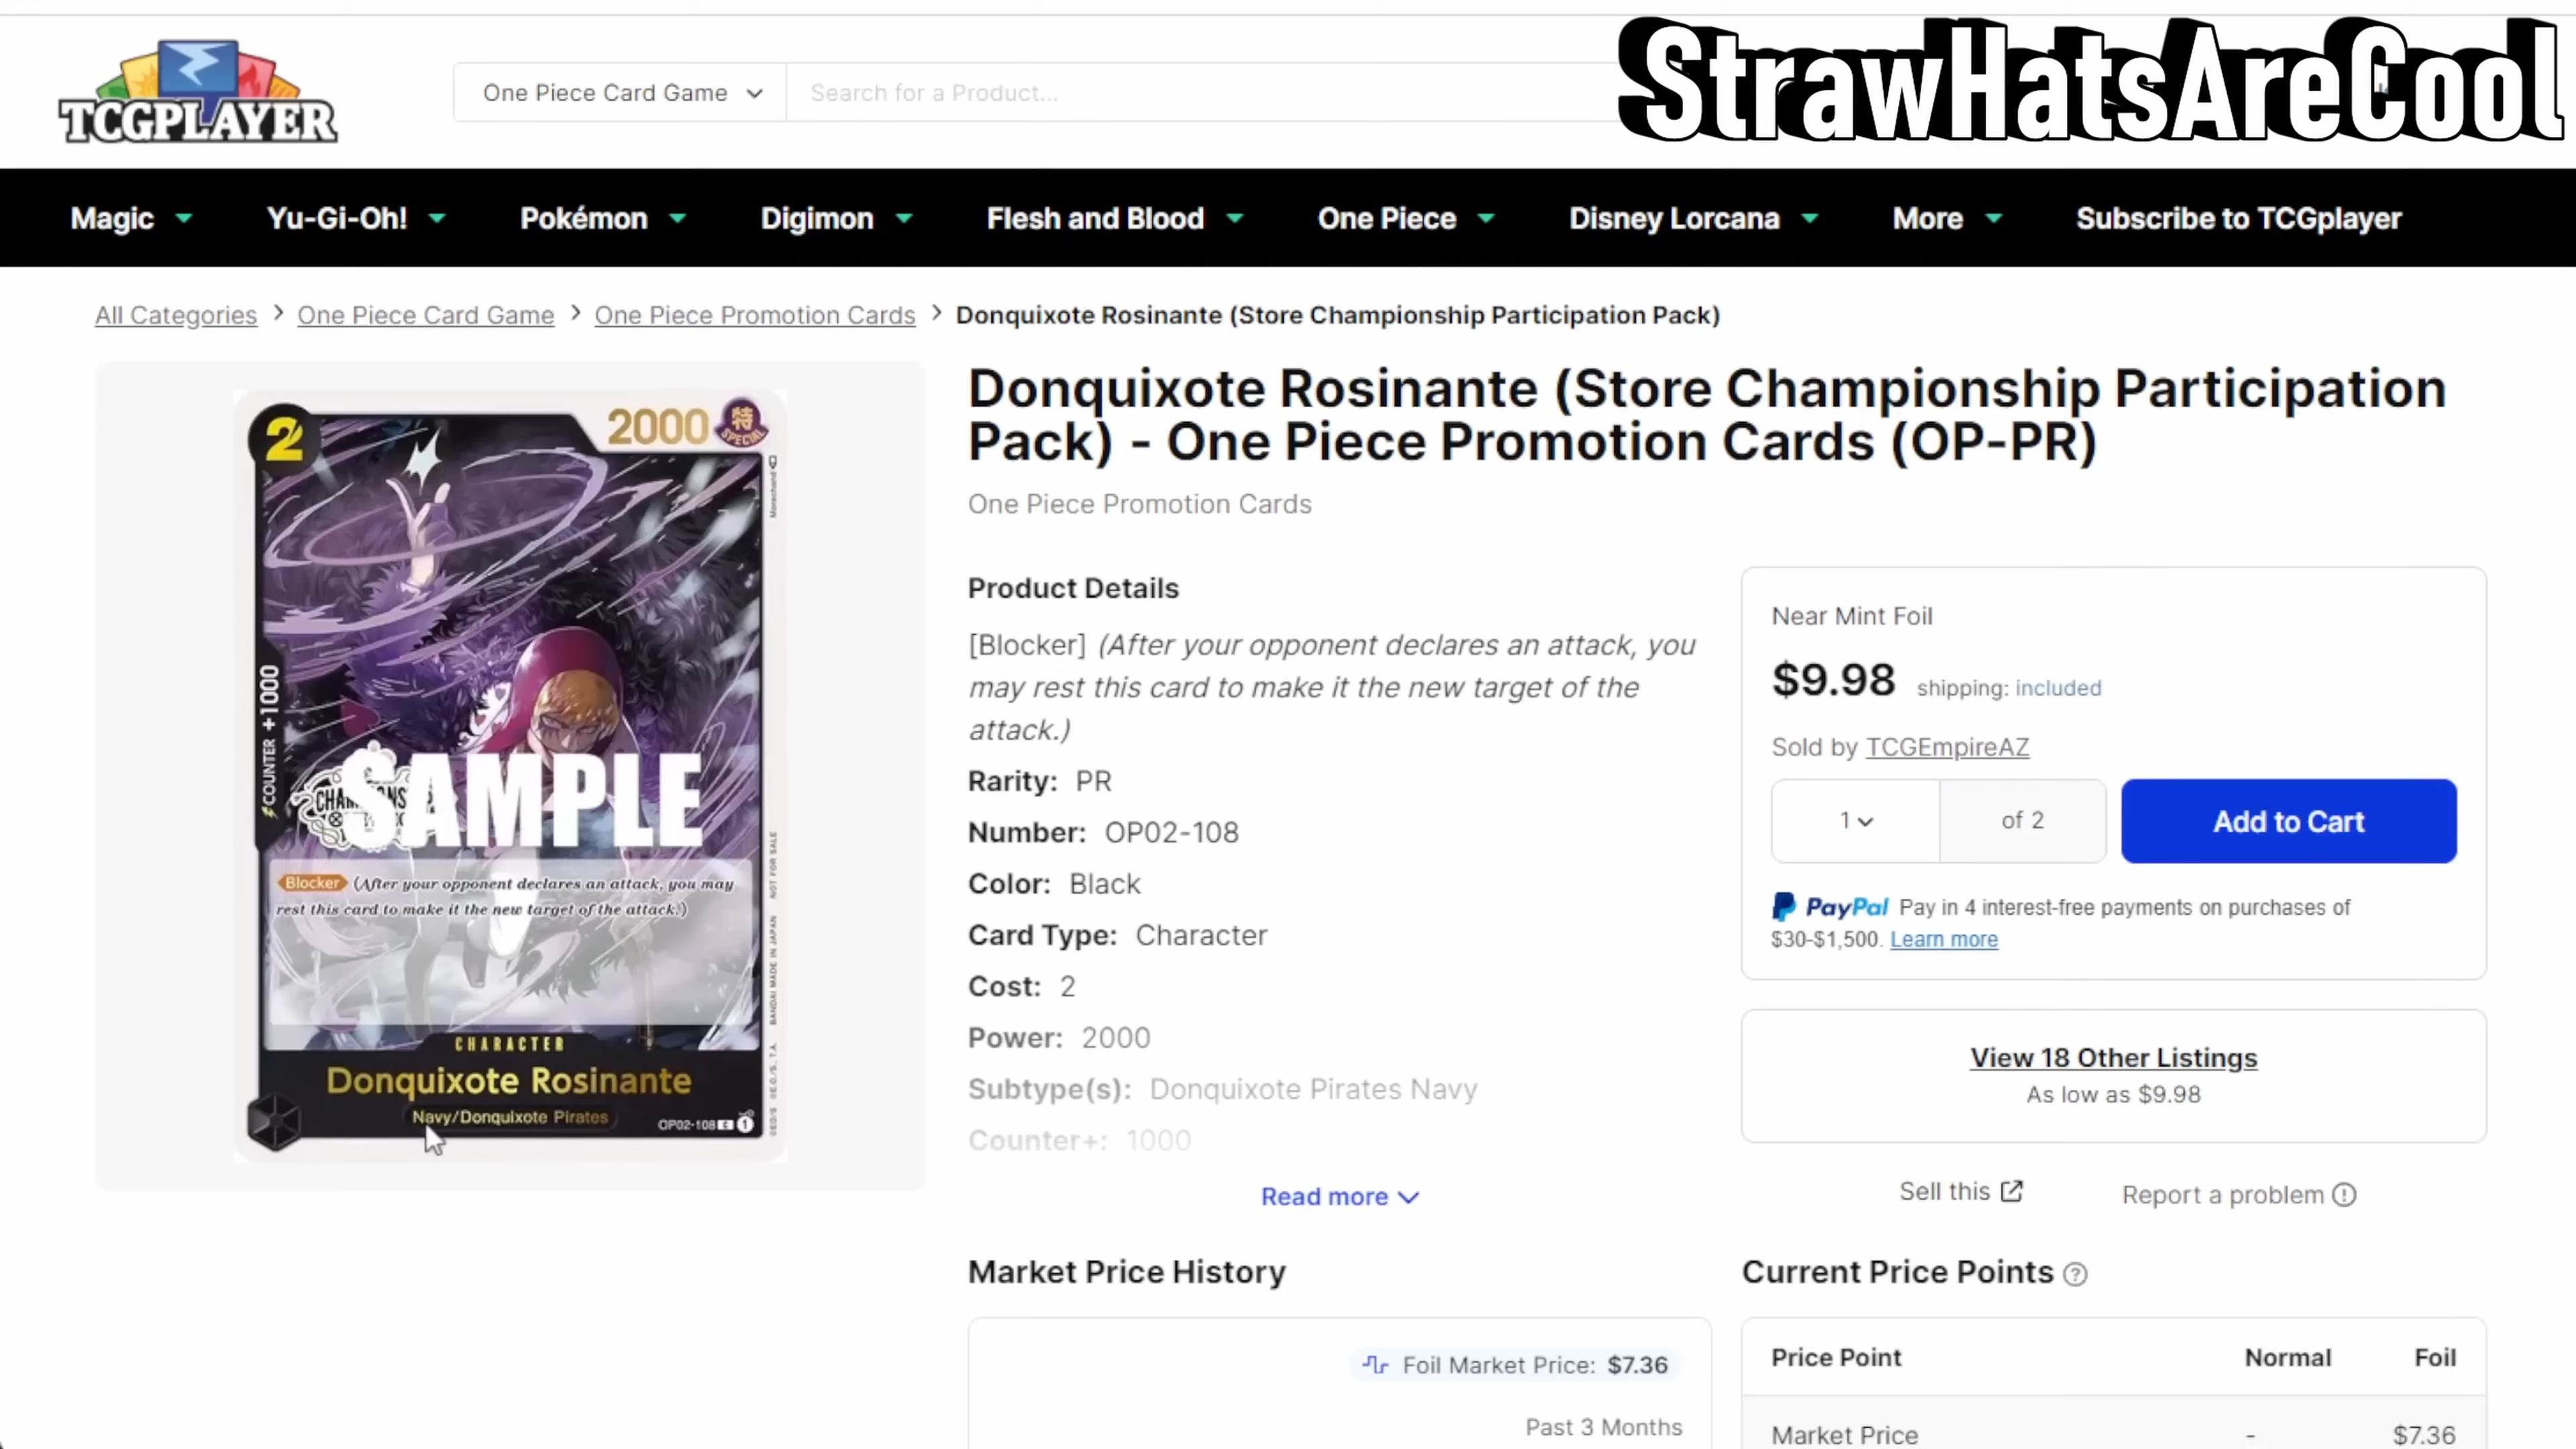 StrawHatsAreCool
TCGPLAYER
One Piece Card Game
Search for a Product...
Magic
Yu-Gi-Oh!
Pokémon
Digimon
Flesh and Blood
One Piece
Disney Lorcana
More
Subscribe to TCGplayer
All Categories > One Piece Card Game > One Piece Promotion Cards > Donquixote Rosinante (Store Championship Participation Pack)
2
2000
特
SPECIAL
COUNTER +1000
SAMPLE
Blocker (After your opponent declares an attack, you may
rest this card to make it the new target of the attack.)
BANDAI MADE IN JAPAN NOT FOR SALE
CHARACTER
Donquixote Rosinante
Navy/Donquixote Pirates
OP02-108 C 1
Donquixote Rosinante (Store Championship Participation
Pack) - One Piece Promotion Cards (OP-PR)
One Piece Promotion Cards
Product Details
[Blocker] (After your opponent declares an attack, you
may rest this card to make it the new target of the
attack.)
Rarity: PR
Number: OP02-108
Color: Black
Card Type: Character
Cost: 2
Power: 2000
Subtype(s): Donquixote Pirates Navy
Counter+: 1000
Read more
Near Mint Foil
$9.98 shipping: included
Sold by TCGEmpireAZ
1 of 2
Add to Cart
PayPal Pay in 4 interest-free payments on purchases of
$30-$1,500. Learn more
View 18 Other Listings
As low as $9.98
Sell this
Report a problem
Market Price History
Foil Market Price: $7.36
Past 3 Months
Current Price Points
Price Point Normal Foil
Market Price - $7.36